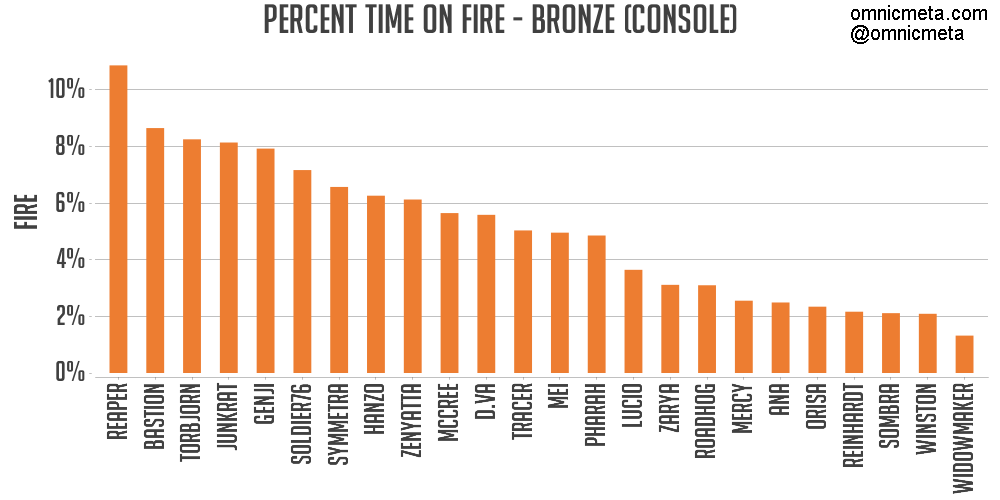 PERCENT TIME ON FIRE - BRONZE (CONSOLE)
omnicmeta.com
@omnicmeta
FIRE
10%
8%
6%
4%
2%
0%
REAPER
BASTION
TORBJORN
JUNKRAT
GENJI
SOLDIER76
SYMMETRA
HANZO
ZENYATTA
MCCREE
D.VA
TRACER
MEI
PHARAH
LUCIO
ZARYA
ROADHOG
MERCY
ANA
ORISA
REINHARDT
SOMBRA
WINSTON
WIDOWMAKER